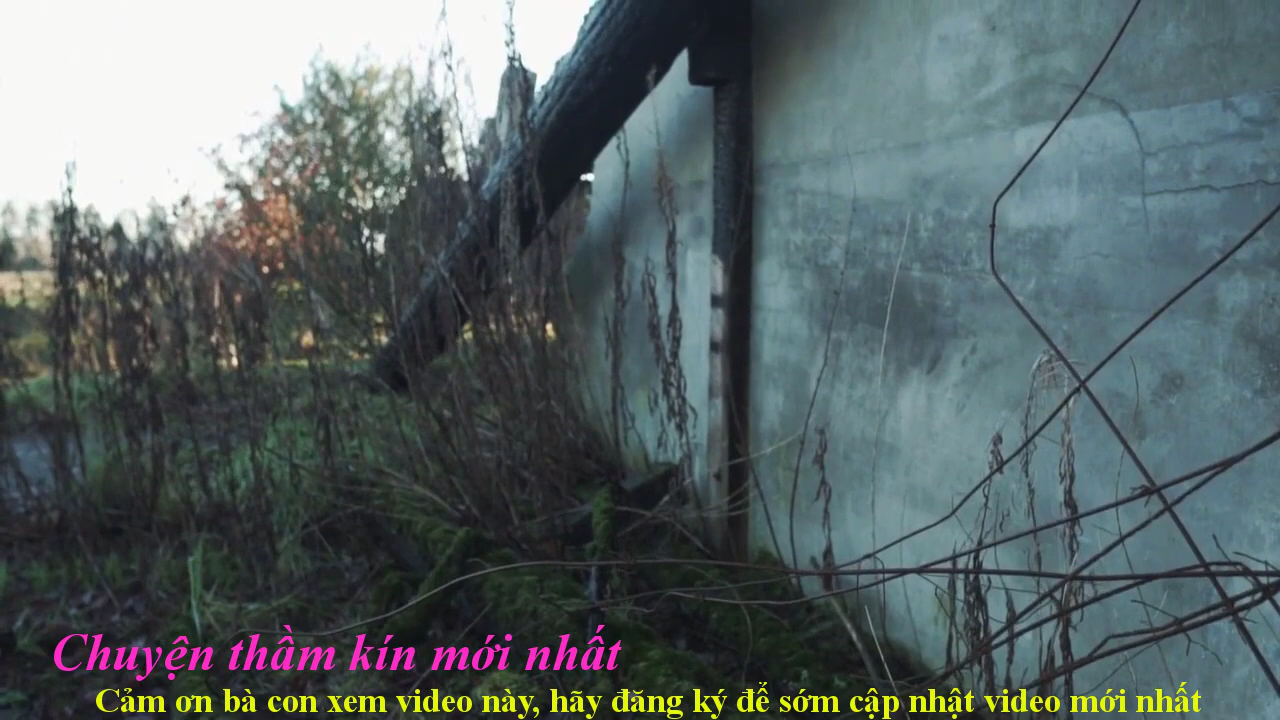 Chuyện thầm kín mới nhất
Cảm ơn bà con xem video này, hãy đăng ký để sớm cập nhật video mới nhất